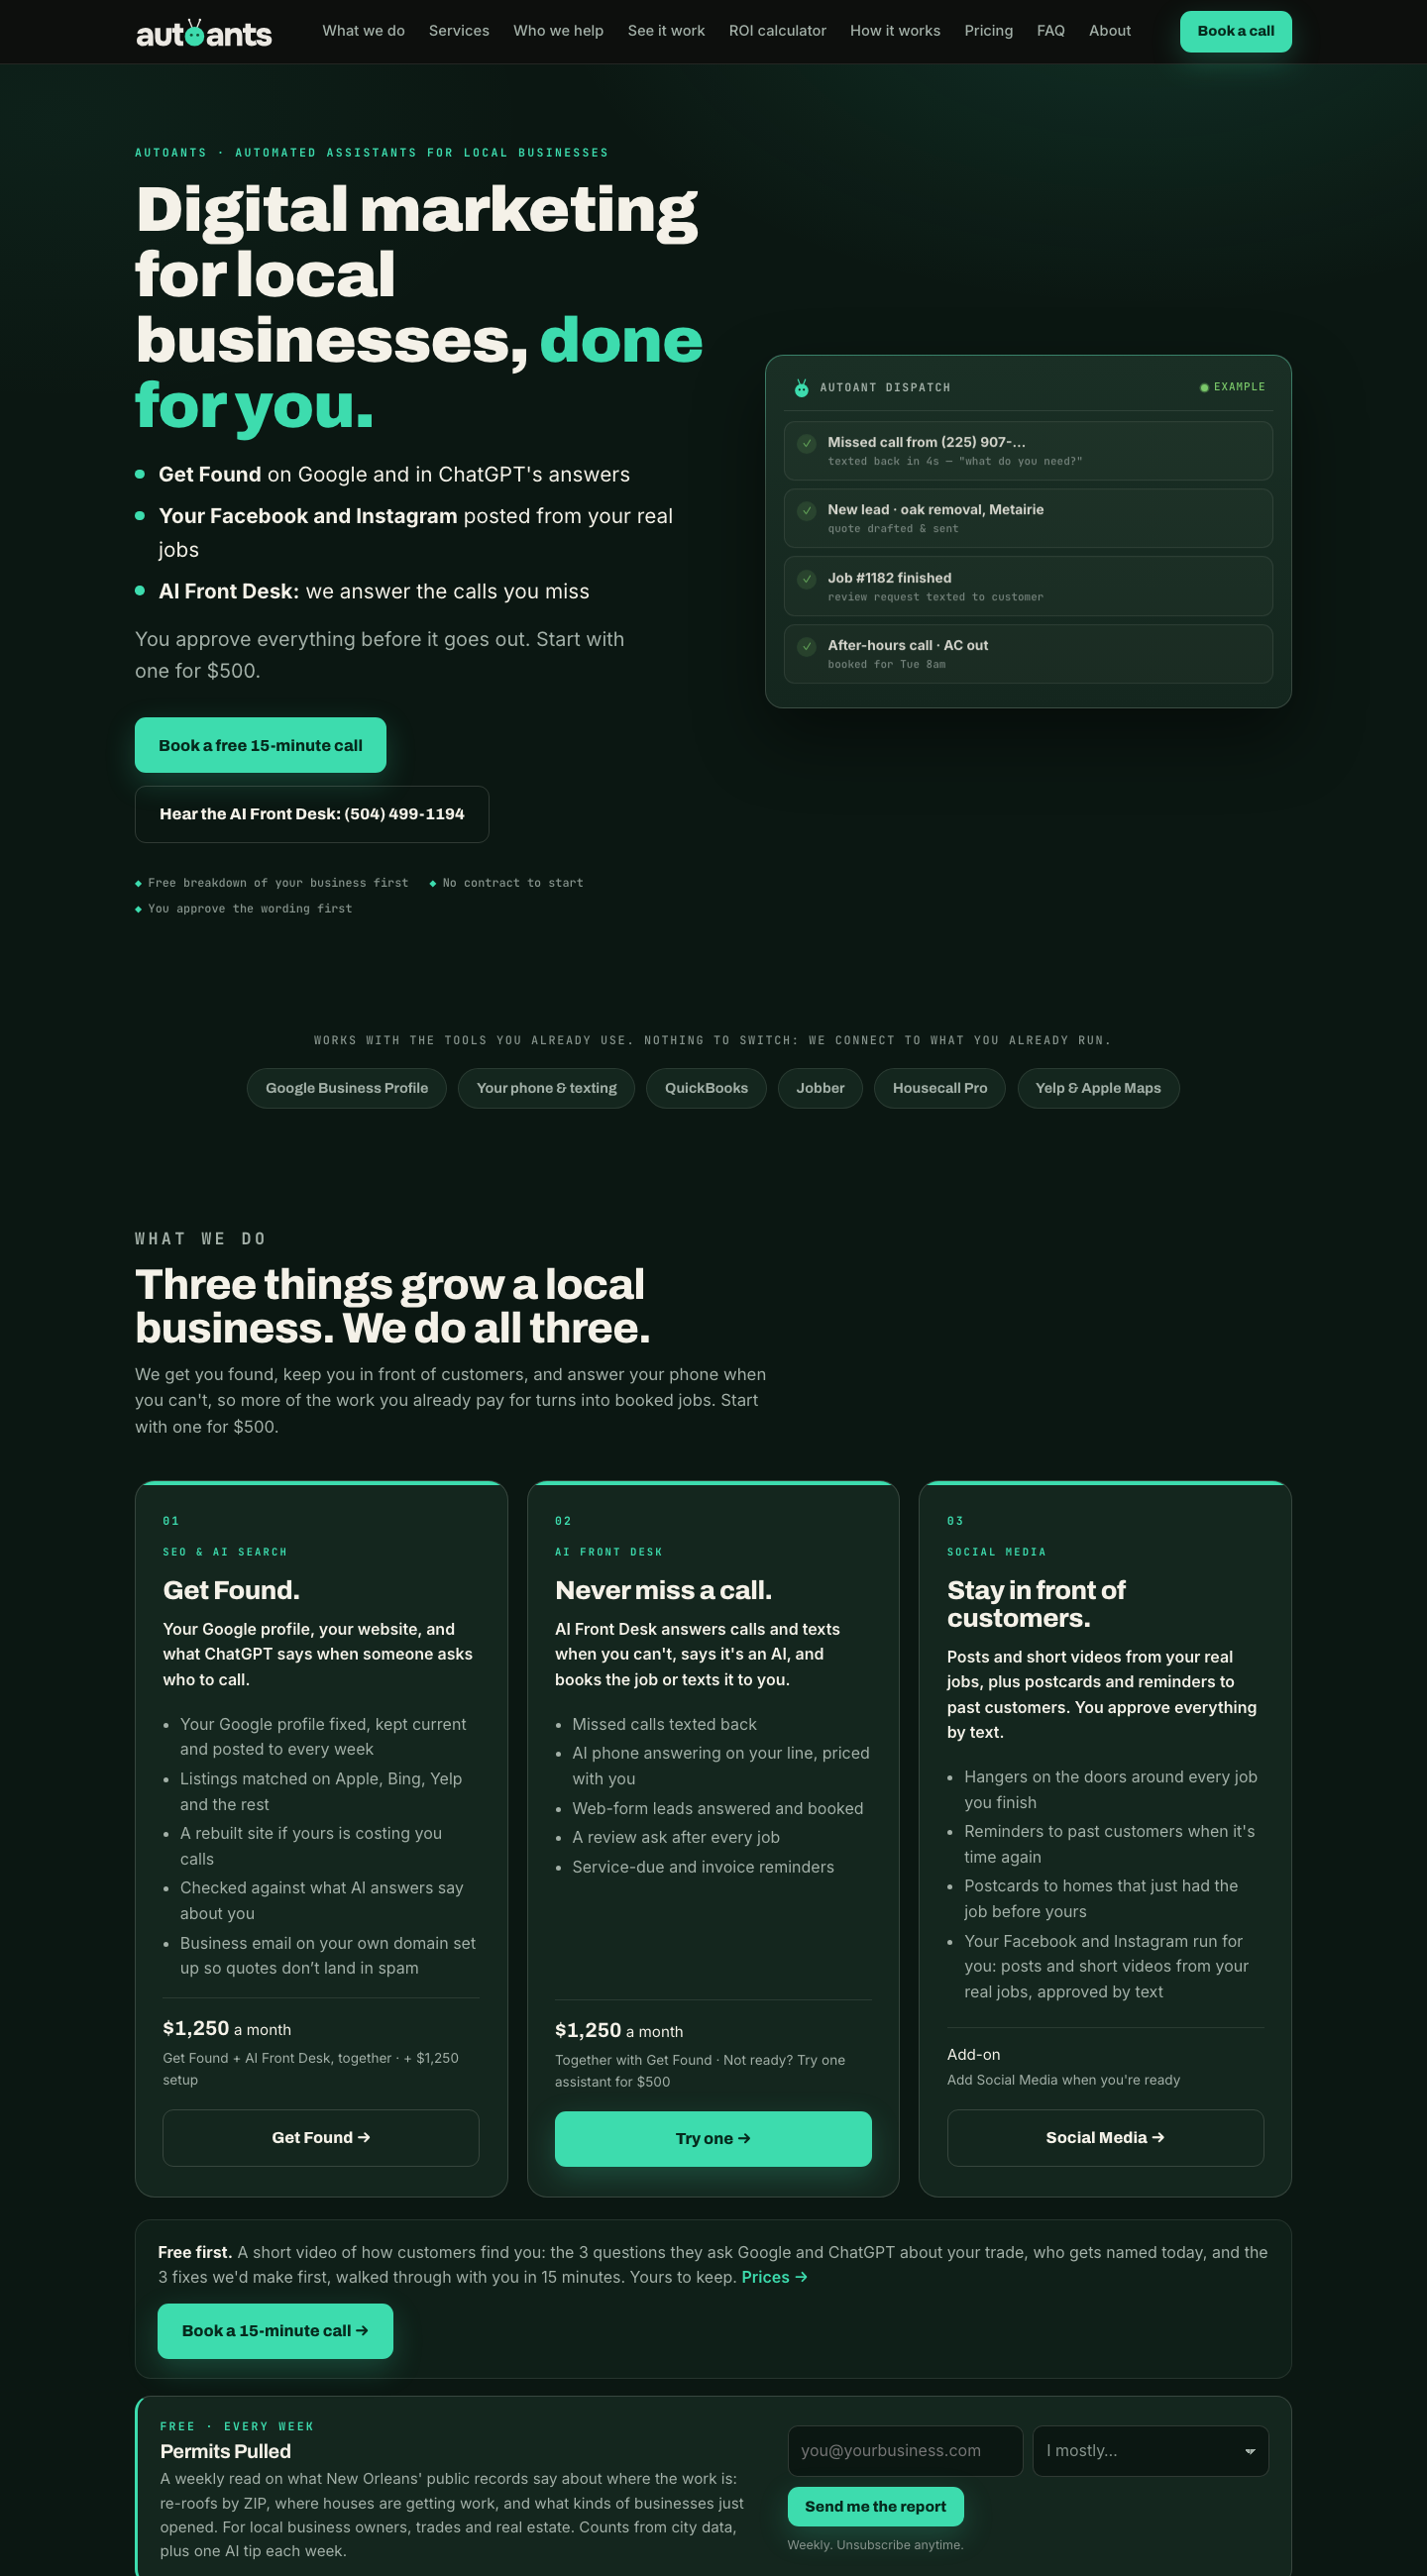 autoants
What we do
Services
Who we help
See it work
ROI calculator
How it works
Pricing
FAQ
About
Book a call
AUTOANTS · AUTOMATED ASSISTANTS FOR LOCAL BUSINESSES
Digital marketing
for local
businesses, done
for you.
Get Found on Google and in ChatGPT's answers
Your Facebook and Instagram posted from your real
jobs
AI Front Desk: we answer the calls you miss
You approve everything before it goes out. Start with
one for $500.
Book a free 15-minute call
Hear the AI Front Desk: (504) 499-1194
Free breakdown of your business first
No contract to start
You approve the wording first
AUTOANT DISPATCH
EXAMPLE
Missed call from (225) 907-...
texted back in 4s — "what do you need?"
New lead · oak removal, Metairie
quote drafted & sent
Job #1182 finished
review request texted to customer
After-hours call · AC out
booked for Tue 8am
WORKS WITH THE TOOLS YOU ALREADY USE. NOTHING TO SWITCH: WE CONNECT TO WHAT YOU ALREADY RUN.
Google Business Profile
Your phone & texting
QuickBooks
Jobber
Housecall Pro
Yelp & Apple Maps
WHAT WE DO
Three things grow a local
business. We do all three.
We get you found, keep you in front of customers, and answer your phone when
you can't, so more of the work you already pay for turns into booked jobs. Start
with one for $500.
01
SEO & AI SEARCH
Get Found.
Your Google profile, your website, and
what ChatGPT says when someone asks
who to call.
Your Google profile fixed, kept current
and posted to every week
Listings matched on Apple, Bing, Yelp
and the rest
A rebuilt site if yours is costing you
calls
Checked against what AI answers say
about you
Business email on your own domain set
up so quotes don’t land in spam
$1,250 a month
Get Found + AI Front Desk, together · + $1,250
setup
Get Found →
02
AI FRONT DESK
Never miss a call.
AI Front Desk answers calls and texts
when you can't, says it's an AI, and
books the job or texts it to you.
Missed calls texted back
AI phone answering on your line, priced
with you
Web-form leads answered and booked
A review ask after every job
Service-due and invoice reminders
$1,250 a month
Together with Get Found · Not ready? Try one
assistant for $500
Try one →
03
SOCIAL MEDIA
Stay in front of
customers.
Posts and short videos from your real
jobs, plus postcards and reminders to
past customers. You approve everything
by text.
Hangers on the doors around every job
you finish
Reminders to past customers when it's
time again
Postcards to homes that just had the
job before yours
Your Facebook and Instagram run for
you: posts and short videos from your
real jobs, approved by text
Add-on
Add Social Media when you're ready
Social Media →
Free first. A short video of how customers find you: the 3 questions they ask Google and ChatGPT about your trade, who gets named today, and the
3 fixes we'd make first, walked through with you in 15 minutes. Yours to keep. Prices →
Book a 15-minute call →
FREE · EVERY WEEK
Permits Pulled
A weekly read on what New Orleans' public records say about where the work is:
re-roofs by ZIP, where houses are getting work, and what kinds of businesses just
opened. For local business owners, trades and real estate. Counts from city data,
plus one AI tip each week.
you@yourbusiness.com
I mostly...
Send me the report
Weekly. Unsubscribe anytime.